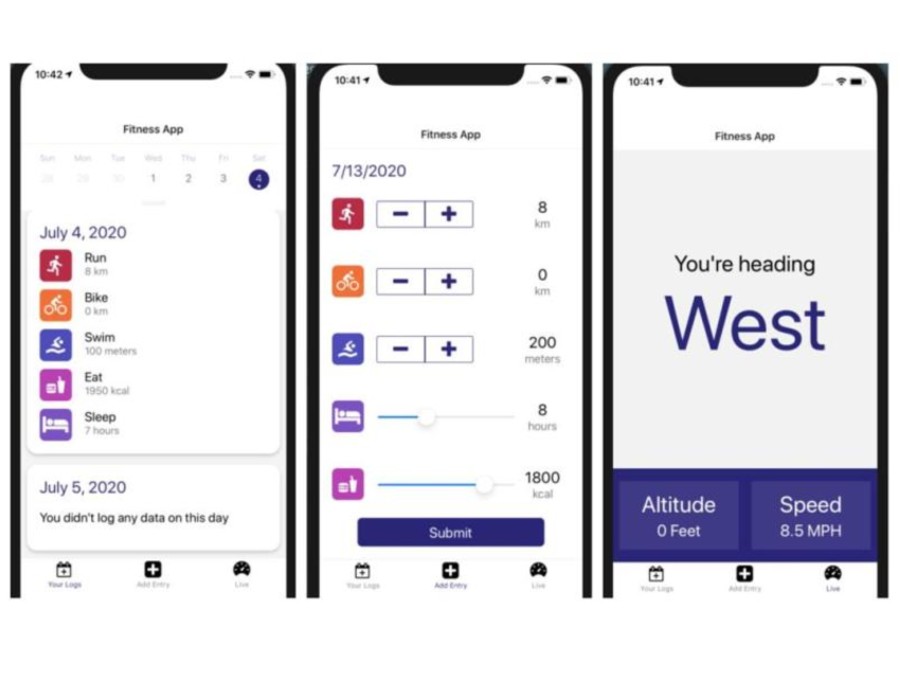 10:42
Fitness App
Sun Mon Tue Wed Thu Fri Sat
28 29 30 1 2 3 4
July 4, 2020
Run
8 km
Bike
0 km
Swim
100 meters
Eat
1950 kcal
Sleep
7 hours
July 5, 2020
You didn't log any data on this day
Your Logs Add Entry Live
10:41
Fitness App
7/13/2020
8
km
0
km
200
meters
8
hours
1800
kcal
Submit
Your Logs Add Entry Live
10:41
Fitness App
You're heading
West
Altitude Speed
0 Feet 8.5 MPH
Your Logs Add Entry Live